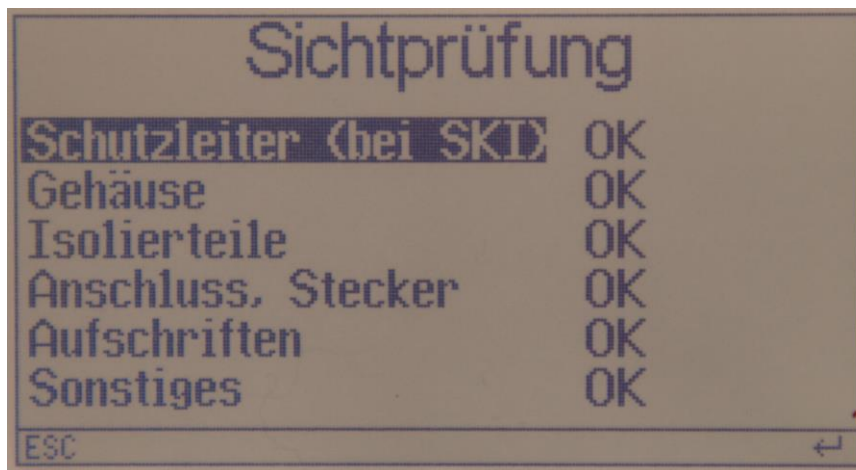 Sichtprüfung
Schutzleiter (bei SKI) OK
Gehäuse OK
Isolierteile OK
Anschluss, Stecker OK
Aufschriften OK
Sonstiges OK
ESC ↵